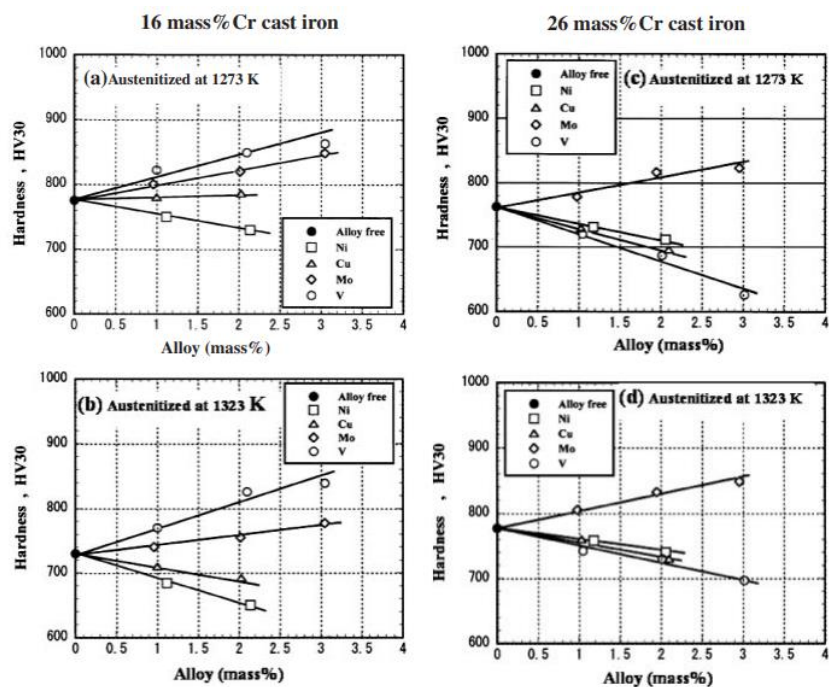 16 mass%Cr cast iron
26 mass%Cr cast iron
(a) Austenitized at 1273 K
Hardness , HV30
1000
900
800
700
600
0 0.5 1 1.5 2 2.5 3 3.5 4
Alloy (mass%)
Alloy free
Ni
Cu
Mo
V
(c) Austenitized at 1273 K
Hradness , HV30
1000
900
800
700
600
0 0.5 1 1.5 2 2.5 3 3.5 4
Alloy (mass%)
Alloy free
Ni
Cu
Mo
V
(b) Austenitized at 1323 K
Hardness , HV30
1000
900
800
700
600
0 0.5 1 1.5 2 2.5 3 3.5 4
Alloy (mass%)
Alloy free
Ni
Cu
Mo
V
(d) Austenitized at 1323 K
Hardness , HV30
1000
900
800
700
600
0 0.5 1 1.5 2 2.5 3 3.5 4
Alloy (mass%)
Alloy free
Ni
Cu
Mo
V